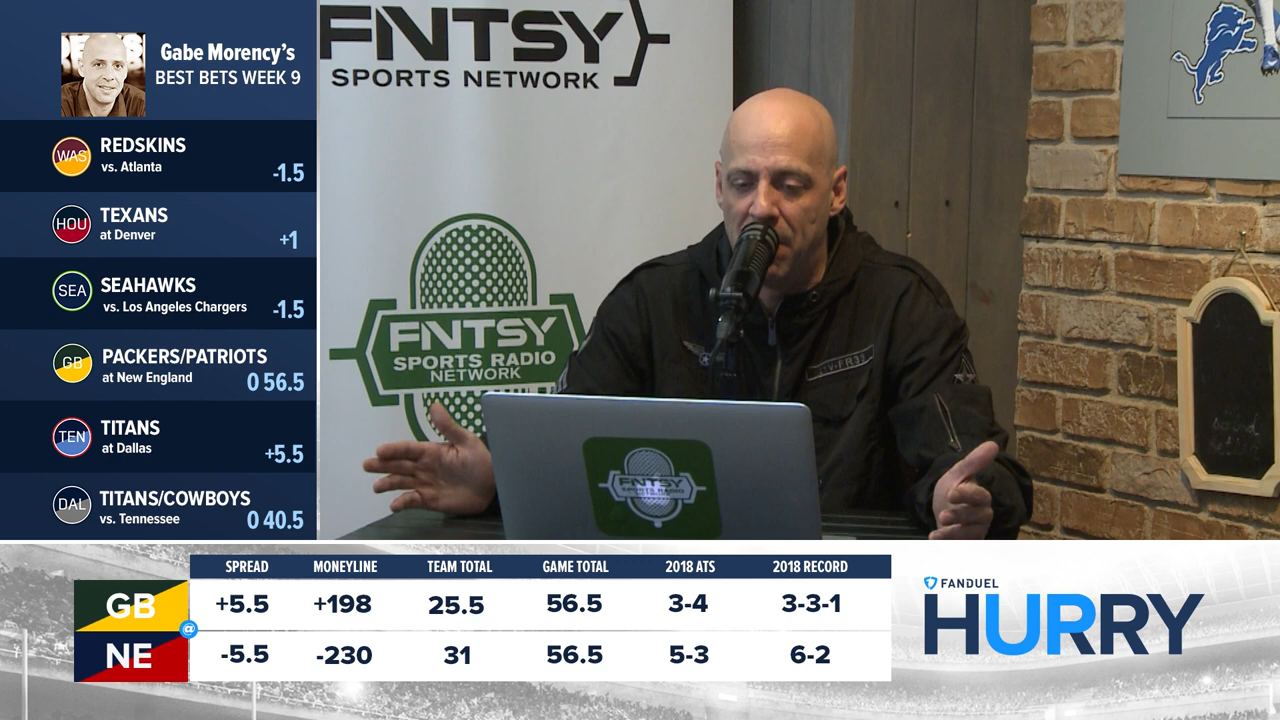 Gabe Morency's
BEST BETS WEEK 9
WAS
REDSKINS
vs. Atlanta
-1.5
HOU
TEXANS
at Denver
+1
SEA
SEAHAWKS
vs. Los Angeles Chargers
-1.5
GB
PACKERS/PATRIOTS
at New England
0 56.5
TEN
TITANS
at Dallas
+5.5
DAL
TITANS/COWBOYS
vs. Tennessee
0 40.5
FNTSY
SPORTS NETWORK
FNTSY
SPORTS RADIO
NETWORK
FNTSY
SPORTS RADIO
SPREAD MONEYLINE TEAM TOTAL GAME TOTAL 2018 ATS 2018 RECORD
GB +5.5 +198 25.5 56.5 3-4 3-3-1
@
NE -5.5 -230 31 56.5 5-3 6-2
FANDUEL
HURRY